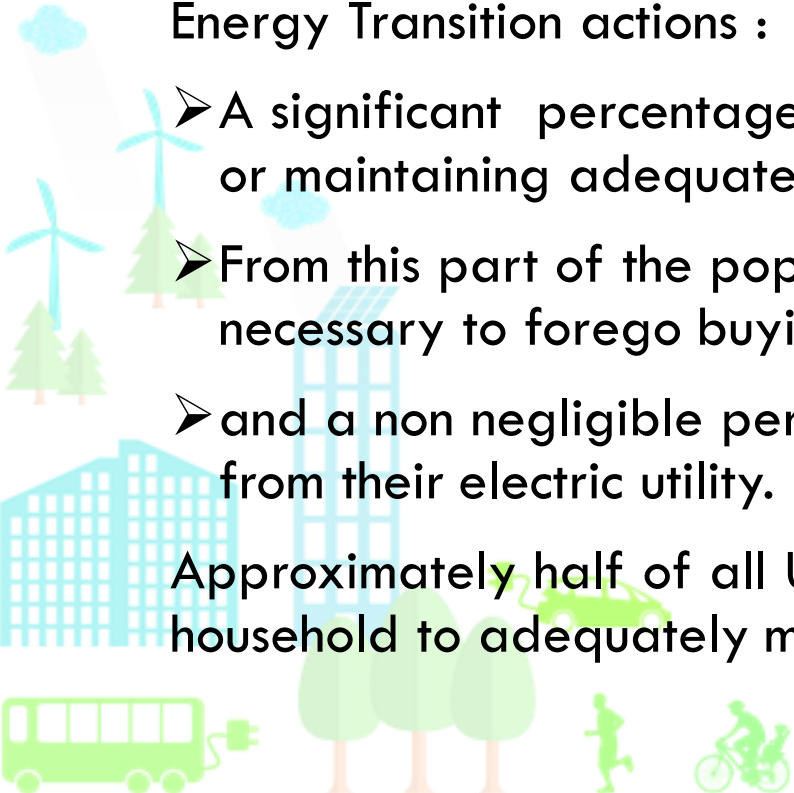 Energy Transition actions :
➢A significant percentage
or maintaining adequate
➢From this part of the pop
necessary to forego buyi
➢and a non negligible per
from their electric utility.
Approximately half of all U
household to adequately m